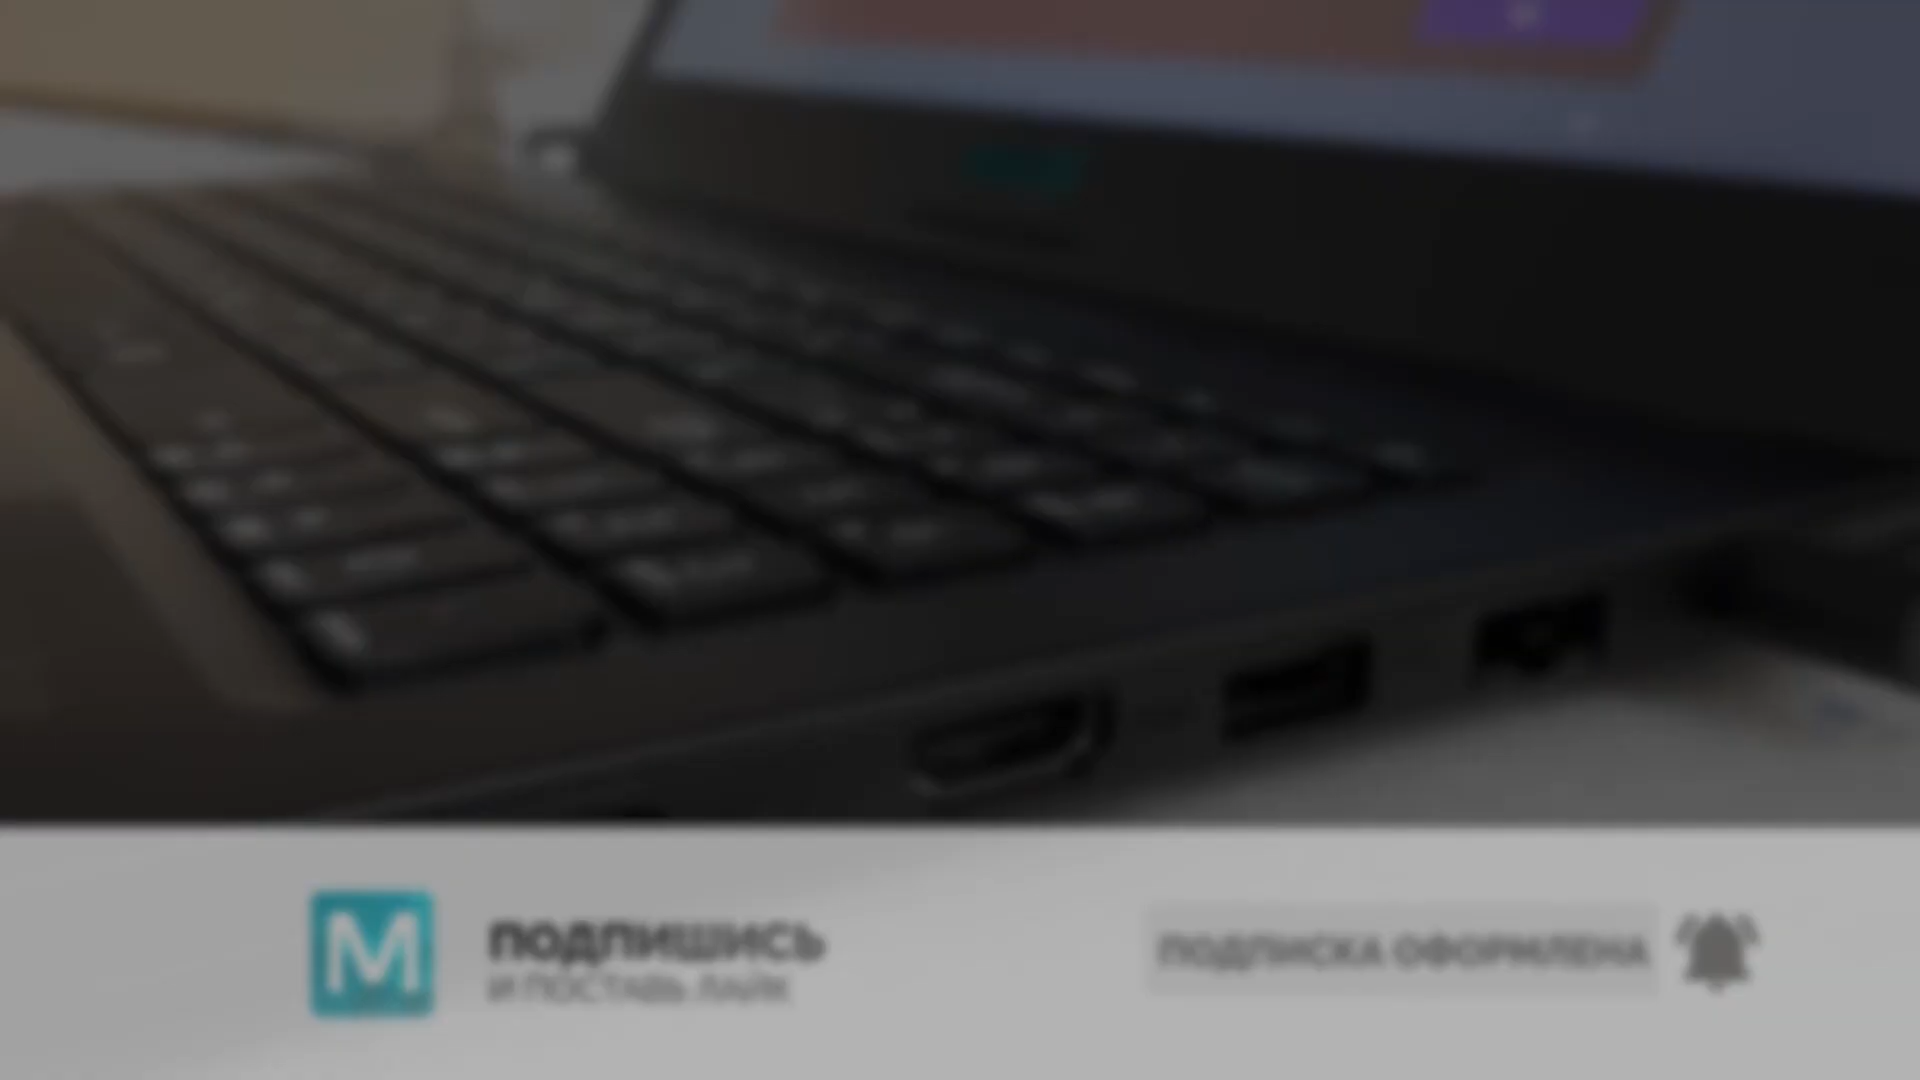 М
ПОДПИШИСЬ
И ПОСТАВЬ ЛАЙК
ПОДПИСКА ОФОРМЛЕНА